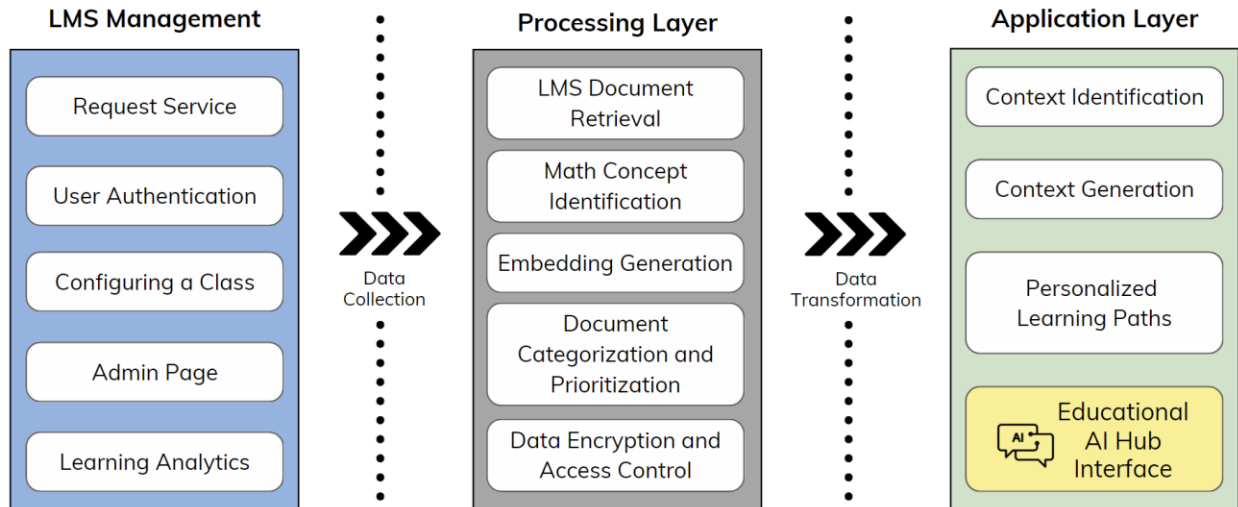 LMS Management
Request Service
User Authentication
Configuring a Class
Admin Page
Learning Analytics
Data
Collection
Processing Layer
LMS Document
Retrieval
Math Concept
Identification
Embedding Generation
Document
Categorization and
Prioritization
Data Encryption and
Access Control
Data
Transformation
Application Layer
Context Identification
Context Generation
Personalized
Learning Paths
AI
Educational
AI Hub
Interface